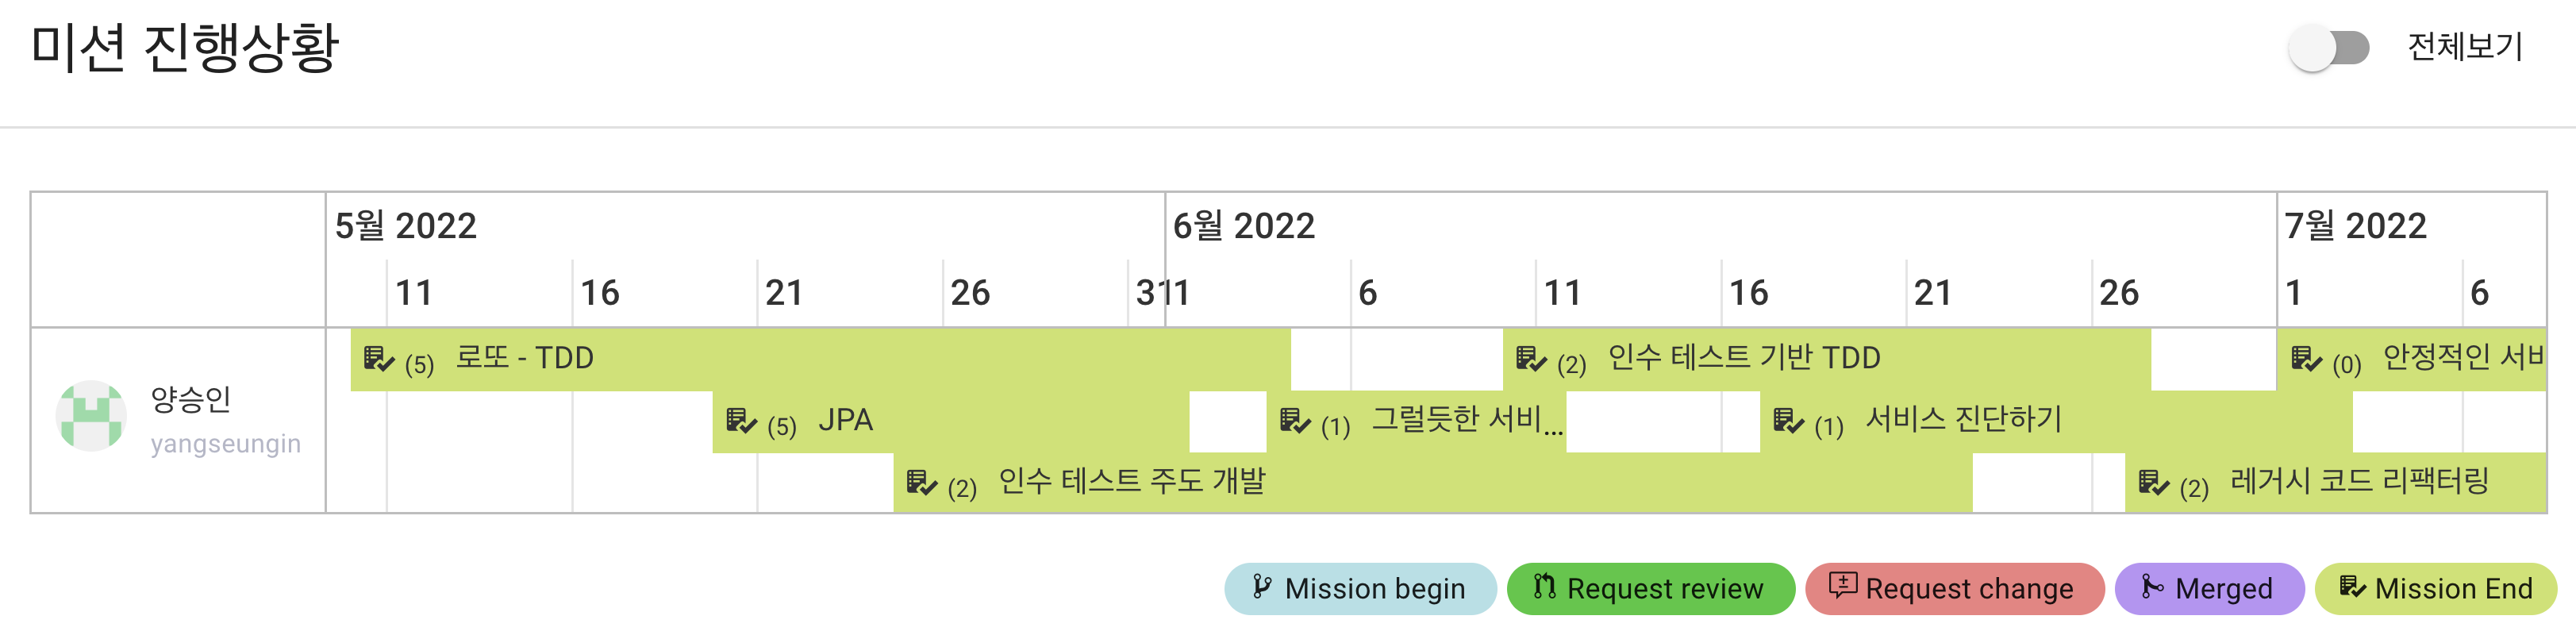 미션 진행상황
전체보기
5월 2022
6월 2022
7월 2022
11 16 21 26 31 1 6 11 16 21 26 1 6
양승인
yangseungin
(5) 로또 - TDD
(2) 인수 테스트 기반 TDD
(0) 안정적인 서비
(5) JPA
(1) 그럴듯한 서비...
(1) 서비스 진단하기
(2) 인수 테스트 주도 개발
(2) 레거시 코드 리팩터링
Mission begin
Request review
Request change
Merged
Mission End